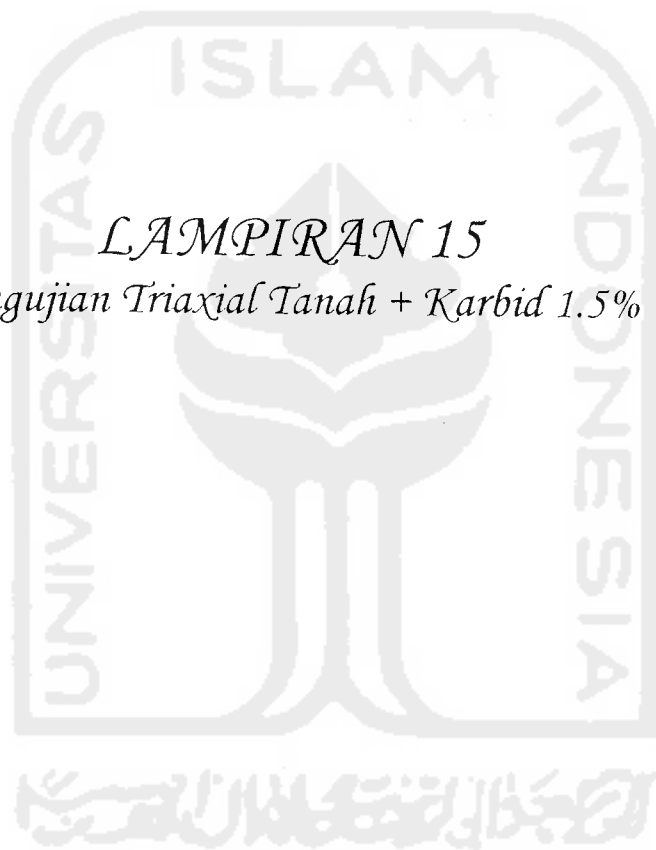 ISLAM
UNIVERSITAS
INDONESIA
LAMPIRAN 15
gujian Triaxial Tanah + Karbid 1.5%